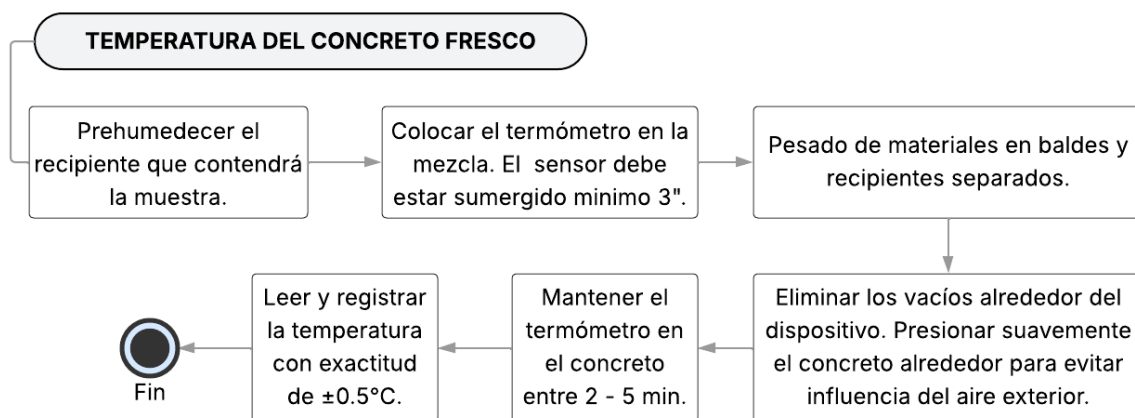 TEMPERATURA DEL CONCRETO FRESCO
Prehumedecer el
recipiente que contendrá
la muestra.
Colocar el termómetro en la
mezcla. El sensor debe
estar sumergido minimo 3".
Pesado de materiales en baldes y
recipientes separados.
Eliminar los vacíos alrededor del
dispositivo. Presionar suavemente
el concreto alrededor para evitar
influencia del aire exterior.
Mantener el
termómetro en
el concreto
entre 2 - 5 min.
Leer y registrar
la temperatura
con exactitud
de ±0.5°C.
Fin